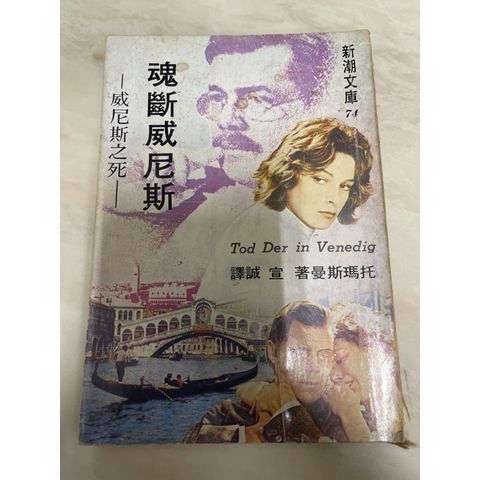 新潮文庫
74
魂斷威尼斯
—威尼斯之死—
Tod Der in Venedig
譯誠 宣 著曼斯瑪托